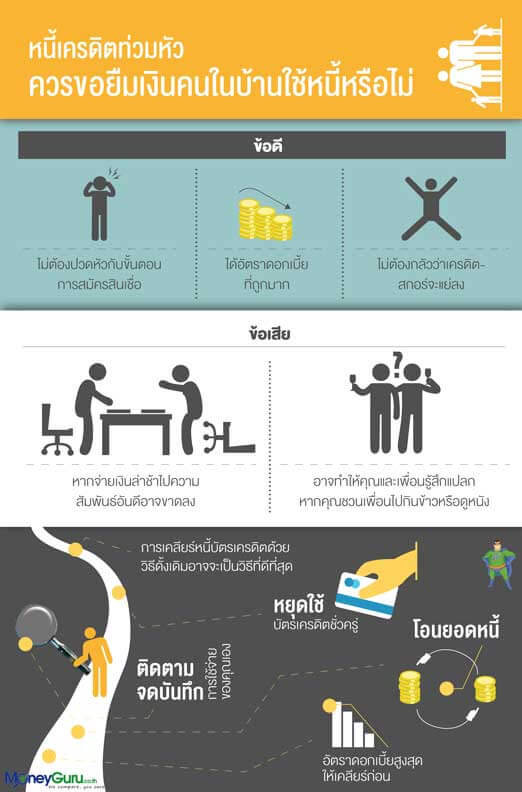 หนี้เครดิตท่วมหัว
ควรขอยืมเงินคนในบ้านใช้หนี้หรือไม่
ข้อดี
ไม่ต้องปวดหัวกับขั้นตอน
การสมัครสินเชื่อ
ได้อัตราดอกเบี้ย
ที่ถูกมาก
ไม่ต้องกลัวว่าเครดิต-
สกอร์จะแย่ลง
ข้อเสีย
หากจ่ายเงินล่าช้าไปความ
สัมพันธ์อันดีอาจขาดลง
?
อาจทำให้คุณและเพื่อนรู้สึกแปลก
หากคุณชวนเพื่อนไปกินข้าวหรือดูหนัง
การเคลียร์หนี้บัตรเครดิตด้วย
วิธีดั้งเดิมอาจจะเป็นวิธีที่ดีที่สุด
หยุดใช้
บัตรเครดิตชั่วครู่
โอนยอดหนี้
ติดตาม
จดบันทึก
การใช้จ่าย
ของคุณเอง
อัตราดอกเบี้ยสูงสุด
ให้เคลียร์ก่อน
MoneyGuru.co.th
We compare, you save